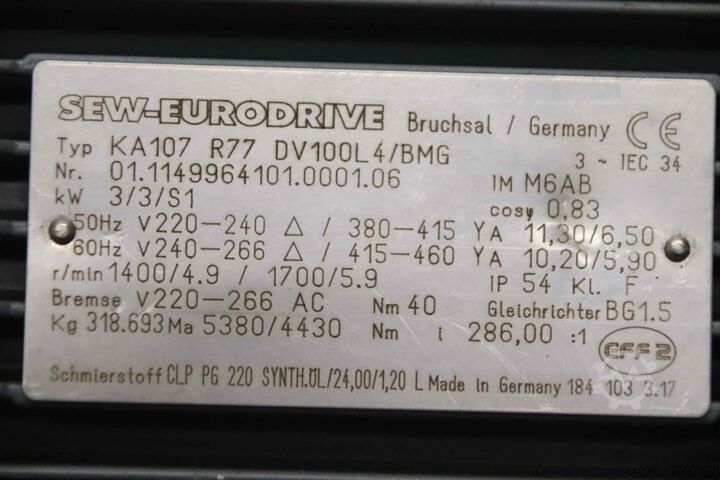 SEW-EURODRIVE Bruchsal / Germany CE
Typ KA107 R77 DV100L4/BMG 3 ~ IEC 34
Nr. 01.1149964101.0001.06 IM M6AB
kW 3/3/S1 cosφ 0,83
50Hz V220-240 △ / 380-415 Y A 11,30/6,50
60Hz V240-266 △ / 415-460 Y A 10,20/5,90
r/min 1400/4.9 / 1700/5.9 IP 54 Kl. F
Bremse V220-266 AC Nm 40 Gleichrichter BG1.5
Kg 318.693 Ma 5380/4430 Nm i 286,00 :1
EFF2
Schmierstoff CLP PG 220 SYNTH.ÖL/24,00/1,20 L Made in Germany 184 103 3.17